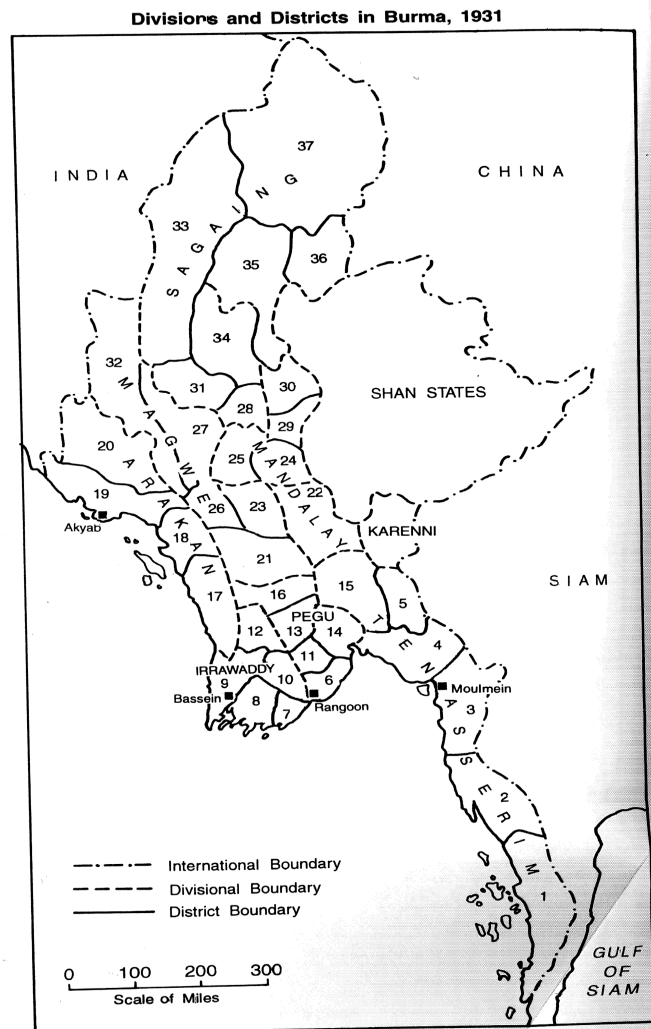 Divisions and Districts in Burma, 1931
37
INDIA
CHINA
SAGAING
33
36
35
34
32
31
30
SHAN STATES
28
27
29
MAGWE
MANDALAY
20
25
24
ARAKAN
19
22
26
23
Akyab
KARENNI
18
21
SIAM
15
17
16
5
PEGU
12
13
14
4
TENASSERIM
11
IRRAWADDY
9
10
6
Moulmein
Bassein
8
Rangoon
3
7
2
International Boundary
Divisional Boundary
1
District Boundary
GULF
OF
SIAM
0 100 200 300
Scale of Miles